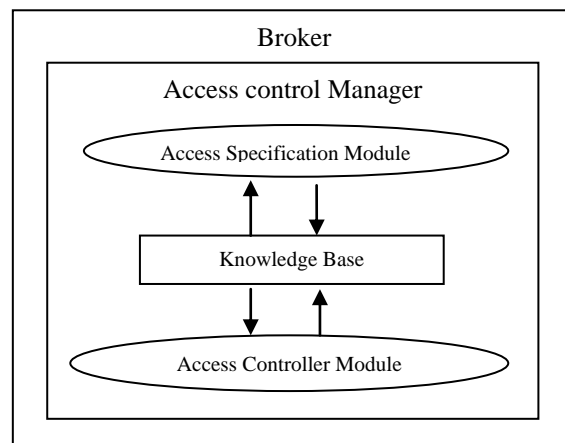 Broker
Access control Manager
Access Specification Module
Knowledge Base
Access Controller Module